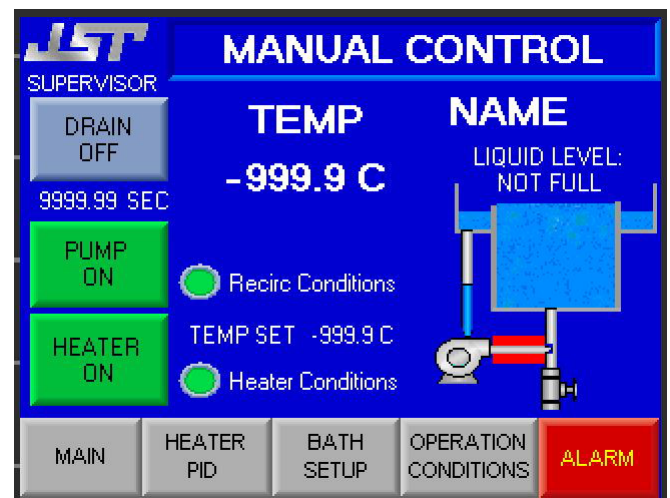 JST
MANUAL CONTROL
SUPERVISOR
DRAIN
OFF
9999.99 SEC
PUMP
ON
HEATER
ON
TEMP
-999.9 C
Recirc Conditions
TEMP SET -999.9 C
Heater Conditions
NAME
LIQUID LEVEL:
NOT FULL
MAIN
HEATER
PID
BATH
SETUP
OPERATION
CONDITIONS
ALARM